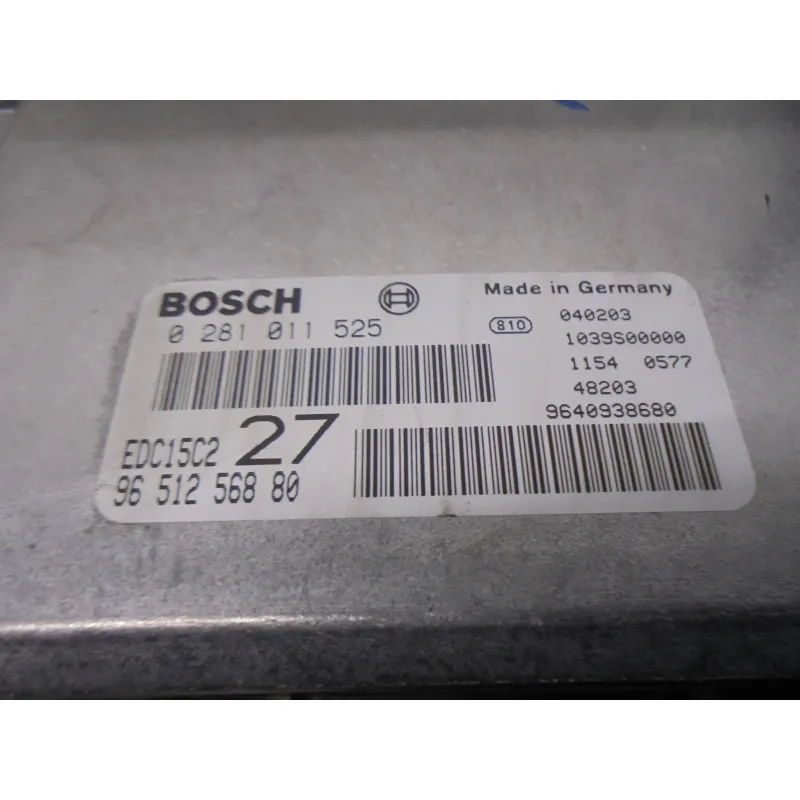 BOSCH
Made in Germany
0 281 011 525
810
040203
1039S00000
1154 0577
48203
9640938680
EDC15C2 27
96 512 568 80